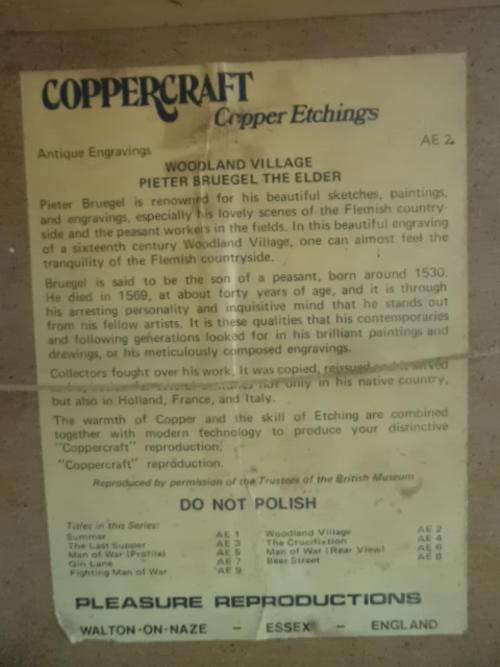 COPPERCRAFT
Copper Etchings
AE 2.
Antique Engravings
WOODLAND VILLAGE
PIETER BRUEGEL THE ELDER
Pieter Bruegel is renowned for his beautiful sketches, paintings,
and engravings, especially his lovely scenes of the Flemish country-
side and the peasant workers in the fields. In this beautiful engraving
of a sixteenth century Woodland Village, one can almost feel the
tranquility of the Flemish countryside.
Bruegel is said to be the son of a peasant, born around 1530.
He died in 1569, at about forty years of age, and it is through
his arresting personality and inquisitive mind that he stands out
from his fellow artists. It is these qualities that his contemporaries
and following generations looked for in his brilliant paintings and
drawings, or his meticulously composed engravings.
Collectors fought over his work. It was copied, reissued
not only in his native country,
but also in Holland, France, and Italy.
The warmth of Copper and the skill of Etching are combined
together with modern technology to produce your distinctive
"Coppercraft" reproduction.
"Coppercraft" reproduction.
Reproduced by permission of the Trustees of the British Museum
DO NOT POLISH
Titles in this Series:
Summer AE 1 Woodland Village AE 2
The Last Supper AE 3 The Crucifixtion AE 4
Man of War (Profile) AE 5 Man of War (Rear View) AE 6
Gin Lane AE 7 Beer Street AE 8
Fighting Man of War AE 9
PLEASURE REPRODUCTIONS
WALTON-ON-NAZE – ESSEX – ENGLAND